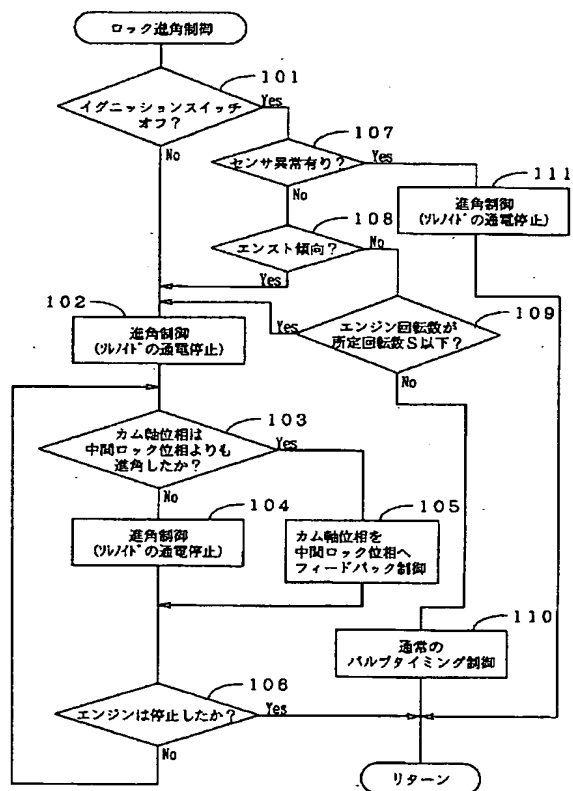 ロック進角制御
101
イグニッションスイッチ
オフ?
Yes
No
107
センサ異常有り?
Yes
No
111
進角制御
(ソレノイドの通電停止)
108
エンスト傾向?
No
Yes
102
進角制御
(ソレノイドの通電停止)
109
エンジン回転数が
所定回転数S以下?
Yes
No
103
カム軸位相は
中間ロック位相よりも
進角したか?
Yes
No
104
進角制御
(ソレノイドの通電停止)
105
カム軸位相を
中間ロック位相へ
フィードバック制御
110
通常の
バルブタイミング制御
106
エンジンは停止したか?
Yes
No
リターン